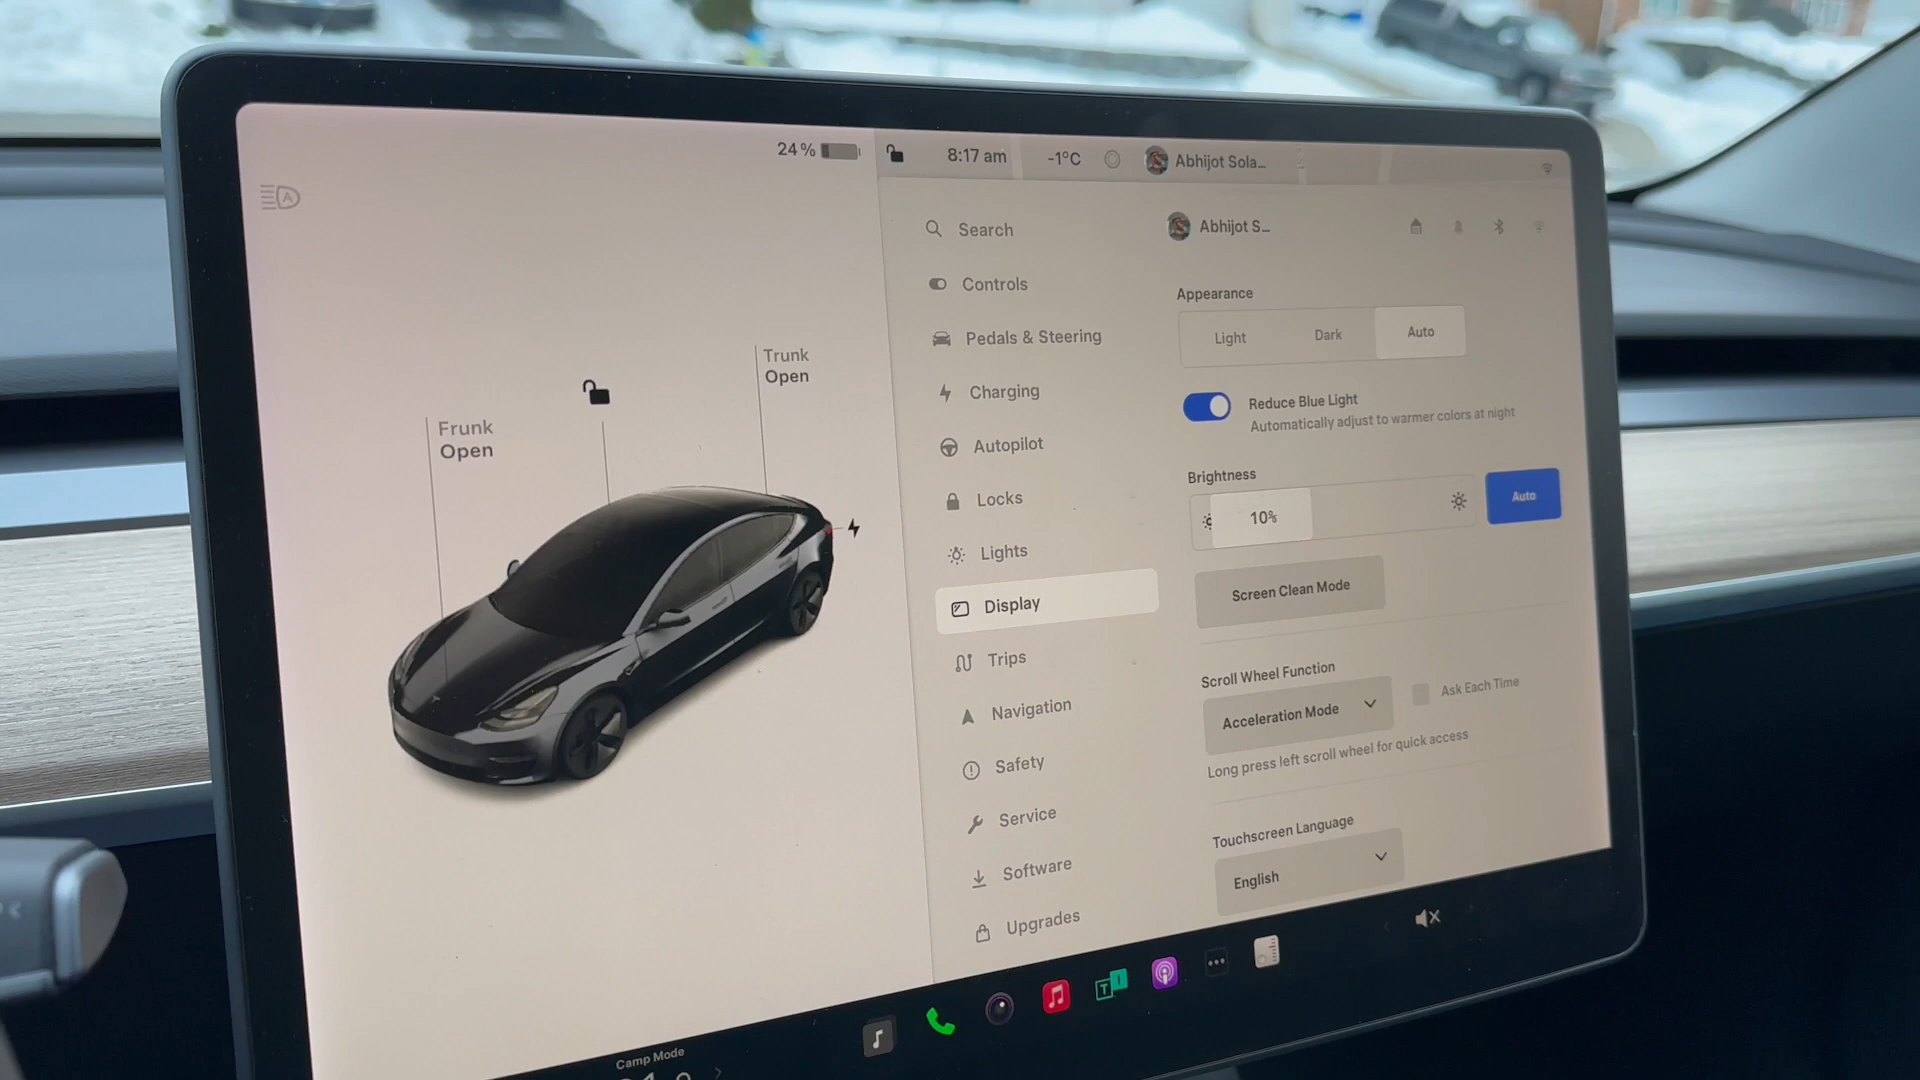 24%
8:17 am
-1°C
Abhijot Sola...
Frunk
Open
Trunk
Open
Search
Controls
Pedals & Steering
Charging
Autopilot
Locks
Lights
Display
Trips
Navigation
Safety
Service
Software
Upgrades
Abhijot S...
Appearance
Light
Dark
Auto
Reduce Blue Light
Automatically adjust to warmer colors at night
Brightness
10%
Auto
Screen Clean Mode
Scroll Wheel Function
Acceleration Mode
Ask Each Time
Long press left scroll wheel for quick access
Touchscreen Language
English
Camp Mode